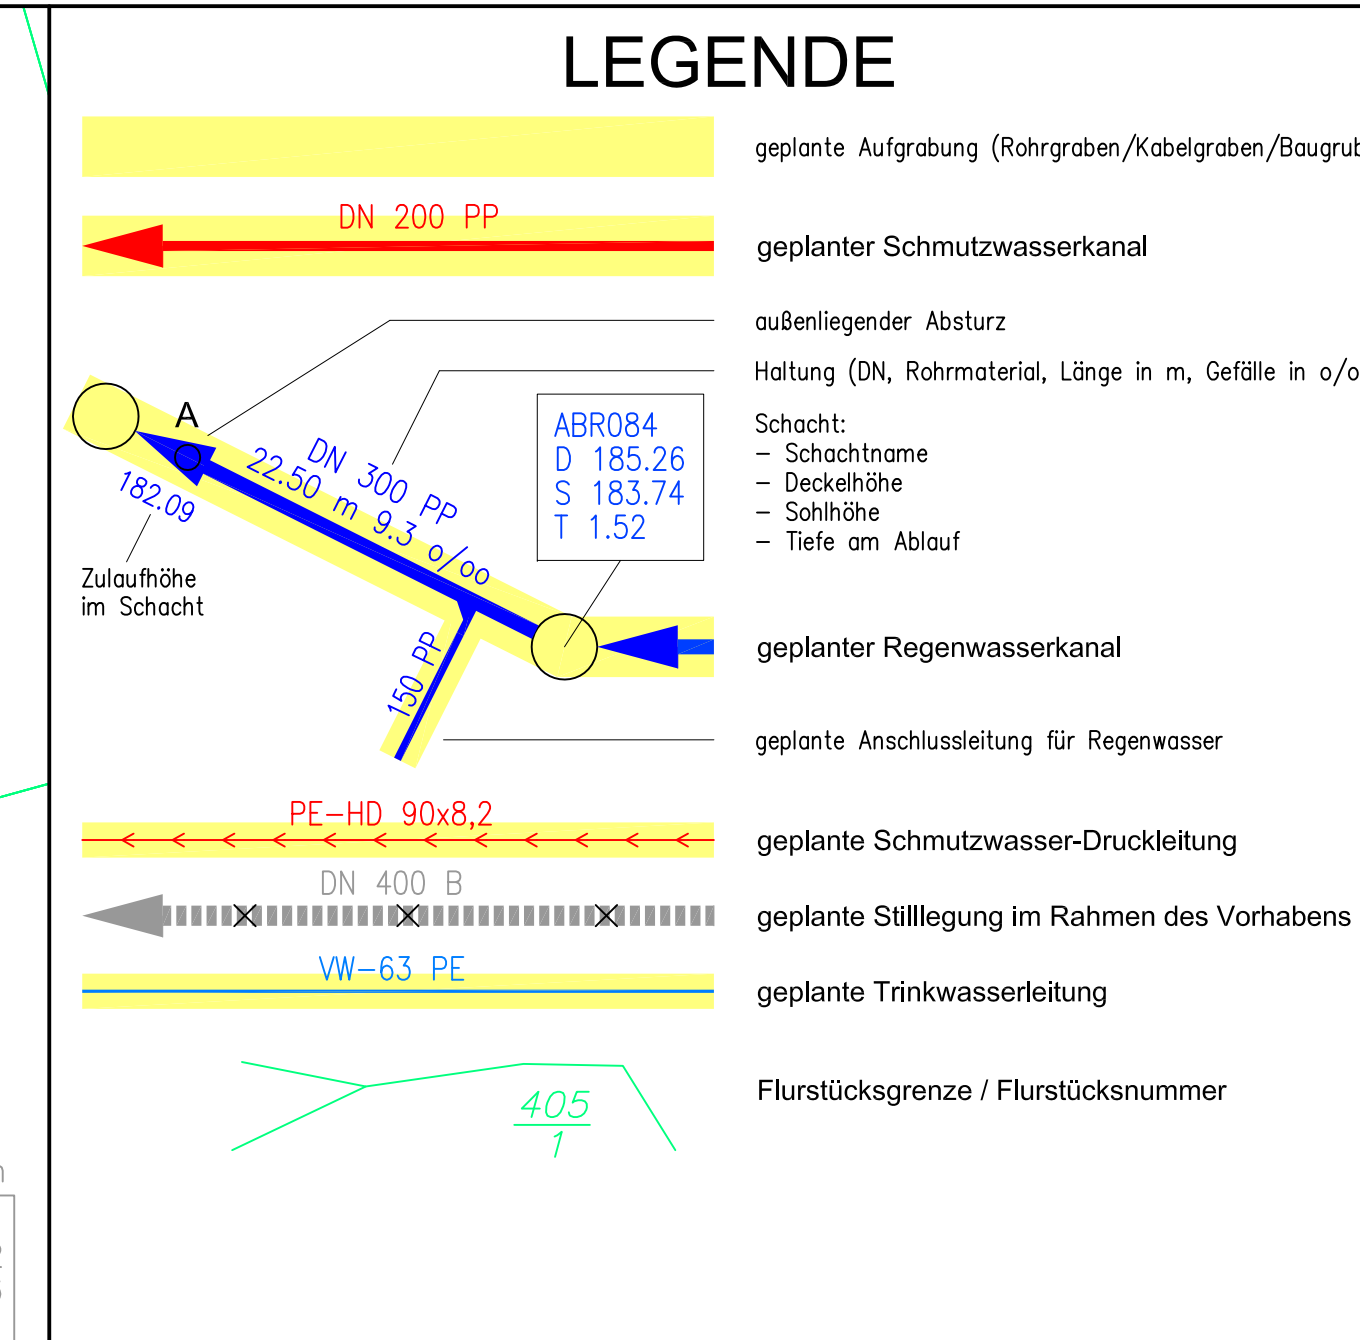 LEGENDE
geplante Aufgrabung (Rohrgraben/Kabelgraben/Baugrub
DN 200 PP
geplanter Schmutzwasserkanal
außenliegender Absturz
Haltung (DN, Rohrmaterial, Länge in m, Gefälle in o/o
A
DN 300 PP
22.50 m 9.3 o/oo
182.09
Zulaufhöhe
im Schacht
ABR084
D 185.26
S 183.74
T 1.52
Schacht:
– Schachtname
– Deckelhöhe
– Sohlhöhe
– Tiefe am Ablauf
geplanter Regenwasserkanal
150 PP
geplante Anschlussleitung für Regenwasser
PE-HD 90x8,2
geplante Schmutzwasser-Druckleitung
DN 400 B
geplante Stilllegung im Rahmen des Vorhabens
VW-63 PE
geplante Trinkwasserleitung
405
1
Flurstücksgrenze / Flurstücksnummer